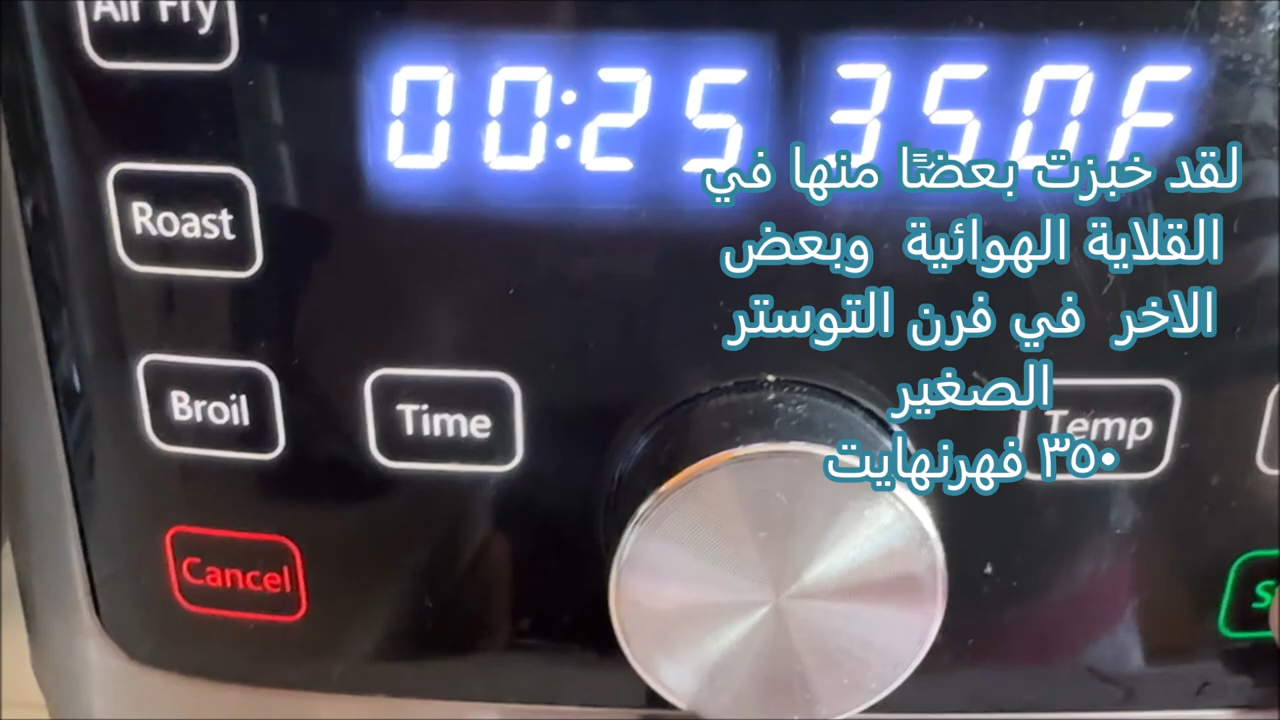 Air Fry
00:25 350F
Roast
Broil
Time
Temp
Cancel
لقد خبزت بعضًا منها في
القلاية الهوائية وبعض
الاخر في فرن التوستر
الصغير
٣٥٠ فهرنهايت